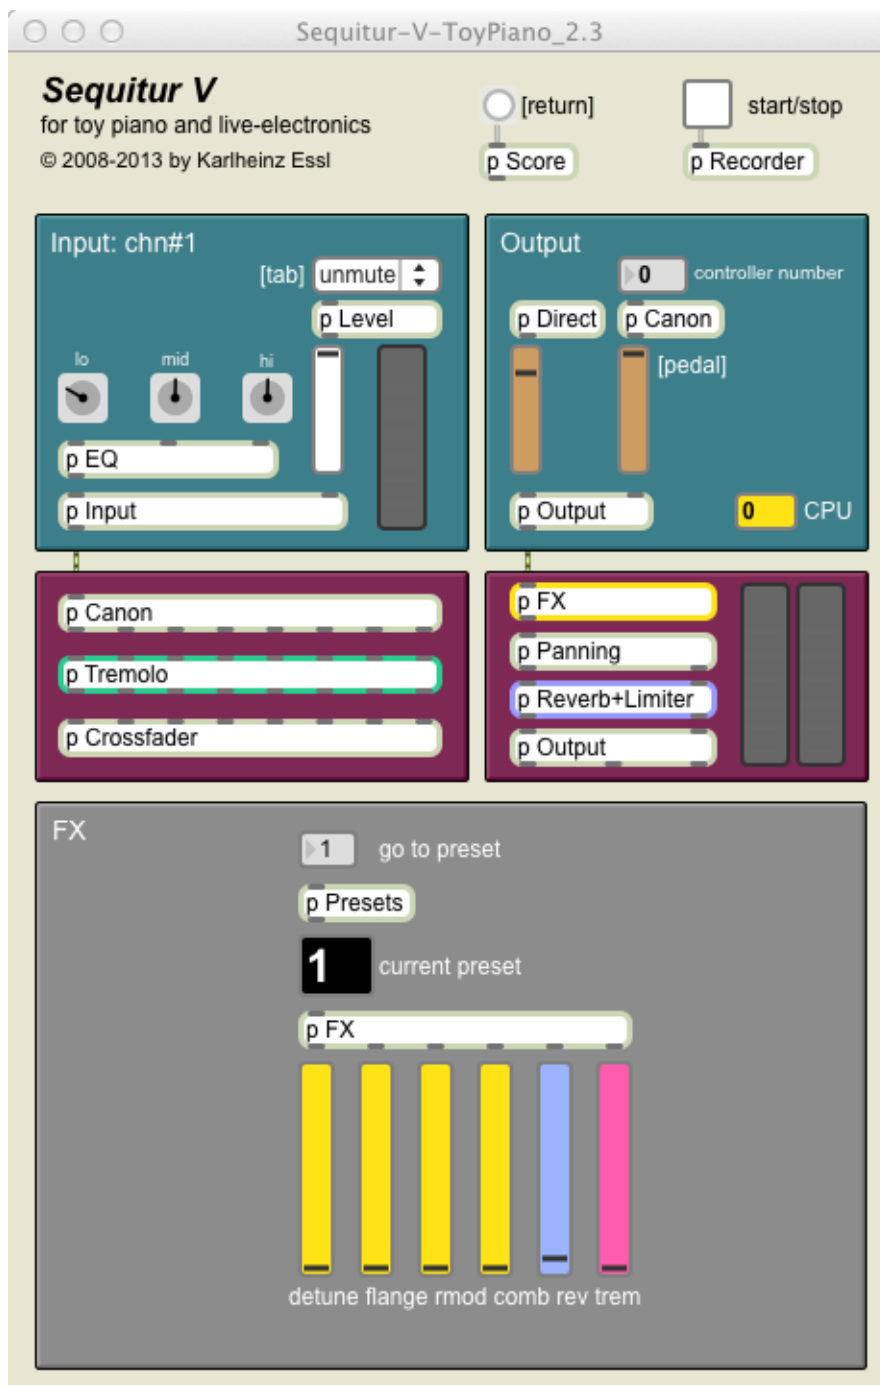 Sequitur-V-ToyPiano_2.3
Sequitur V
for toy piano and live-electronics
© 2008-2013 by Karlheinz Essl
[return]
p Score
start/stop
p Recorder
Input: chn#1
[tab] unmute
p Level
lo mid hi
p EQ
p Input
Output
0 controller number
p Direct p Canon
[pedal]
p Output
0 CPU
p Canon
p Tremolo
p Crossfader
p FX
p Panning
p Reverb+Limiter
p Output
FX
1 go to preset
p Presets
1 current preset
p FX
detune flange rmod comb rev trem